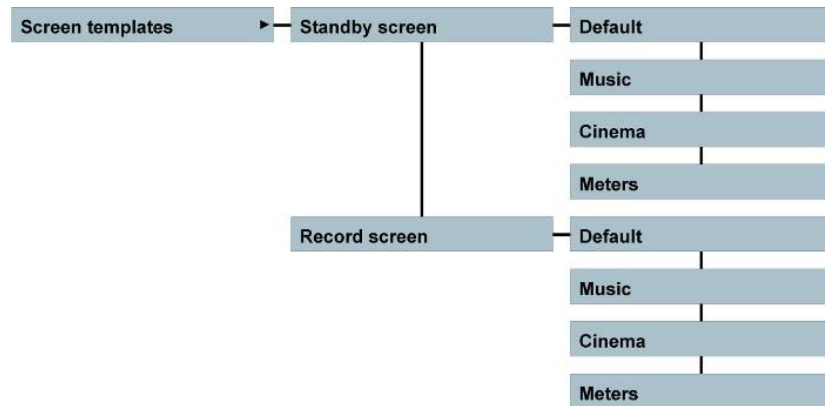 Screen templates
Standby screen
Default
Music
Cinema
Meters
Record screen
Default
Music
Cinema
Meters